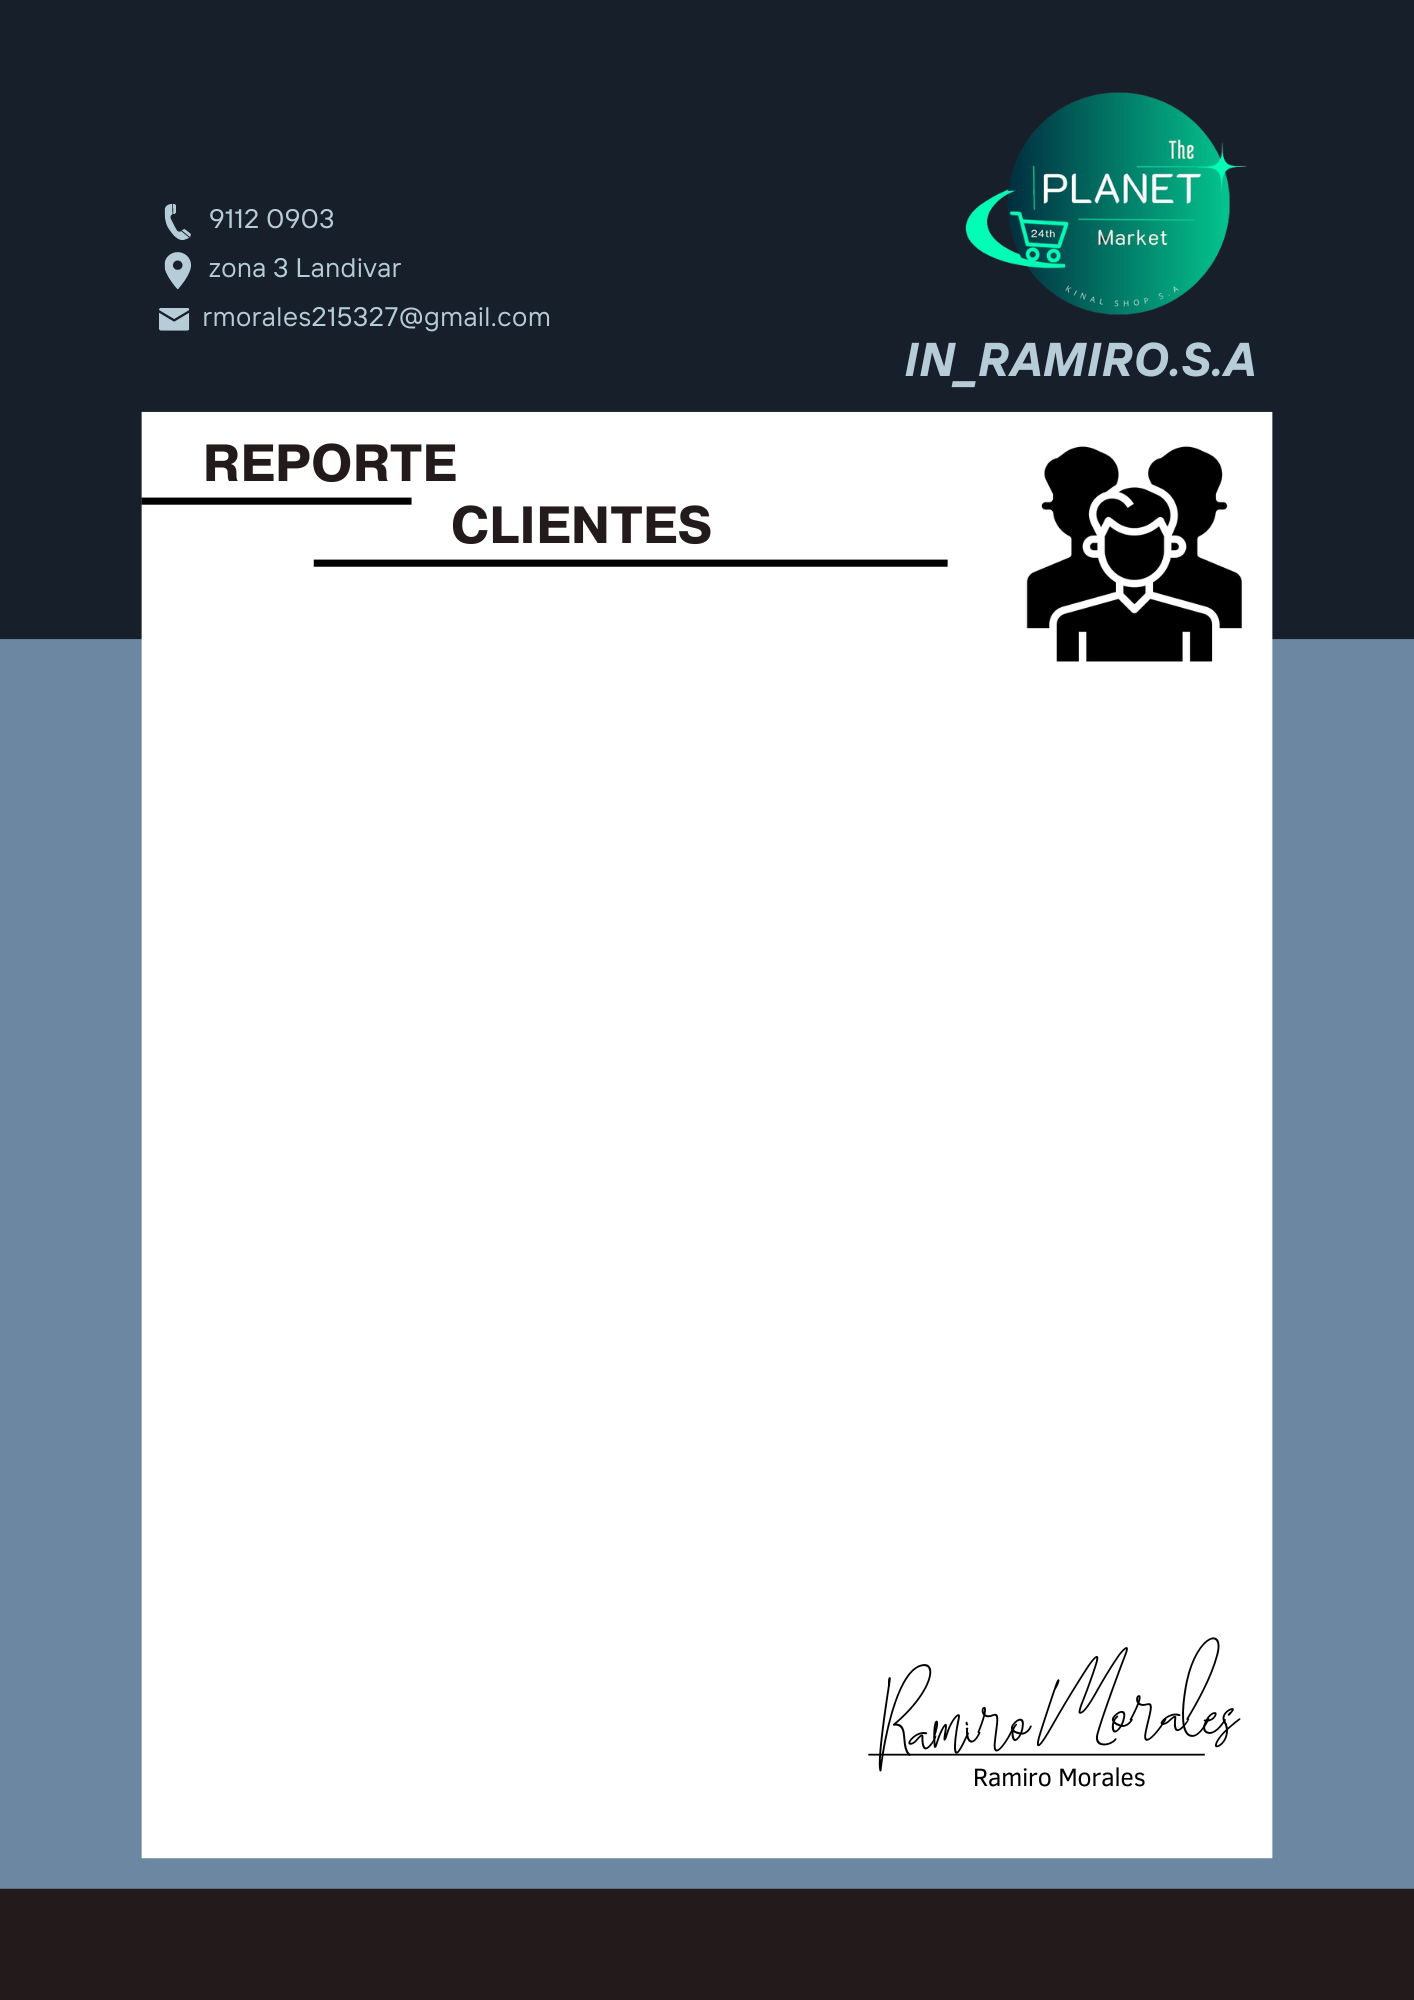 9112 0903
zona 3 Landivar
rmorales215327@gmail.com
The
PLANET
24th
Market
KINAL SHOP S.A
IN_RAMIRO.S.A
REPORTE
CLIENTES
Ramiro Morales
Ramiro Morales